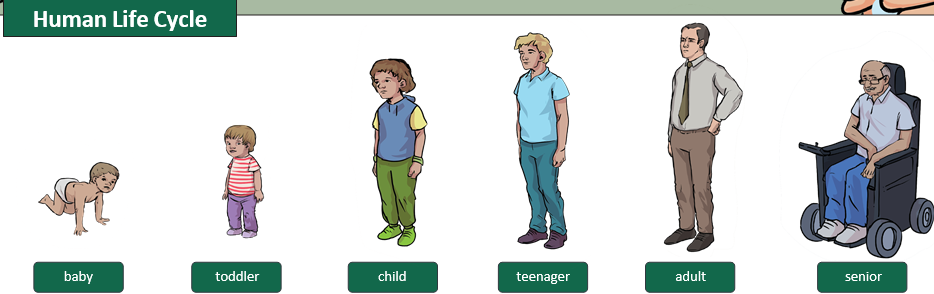 Human Life Cycle
baby
toddler
child
teenager
adult
senior